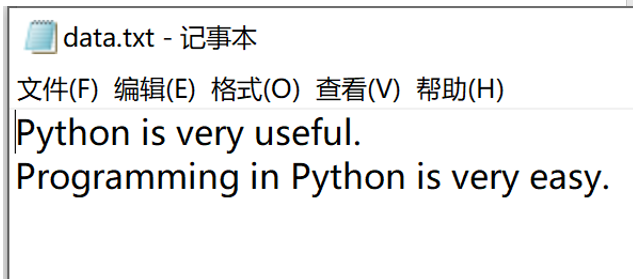 data.txt - 记事本
文件(F) 编辑(E) 格式(O) 查看(V) 帮助(H)
Python is very useful.
Programming in Python is very easy.